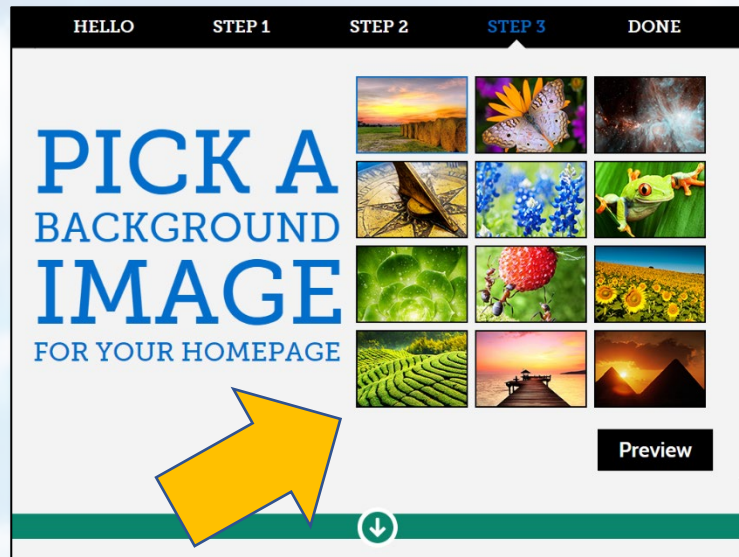 HELLO STEP 1 STEP 2 STEP 3 DONE
PICK A
BACKGROUND
IMAGE
FOR YOUR HOMEPAGE
Preview